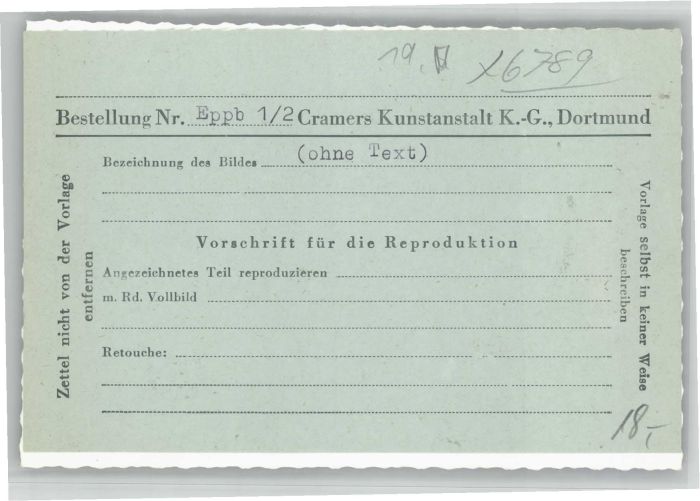 19.
X6789
Bestellung Nr. Eppb 1/2 Cramers Kunstanstalt K.-G., Dortmund
Bezeichnung des Bildes (ohne Text)
Vorschrift für die Reproduktion
Angezeichnetes Teil reproduzieren
m. Rd. Vollbild
Retouche:
Zettel nicht von der Vorlage
entfernen
Vorlage selbst in keiner Weise
beschreiben
18,-